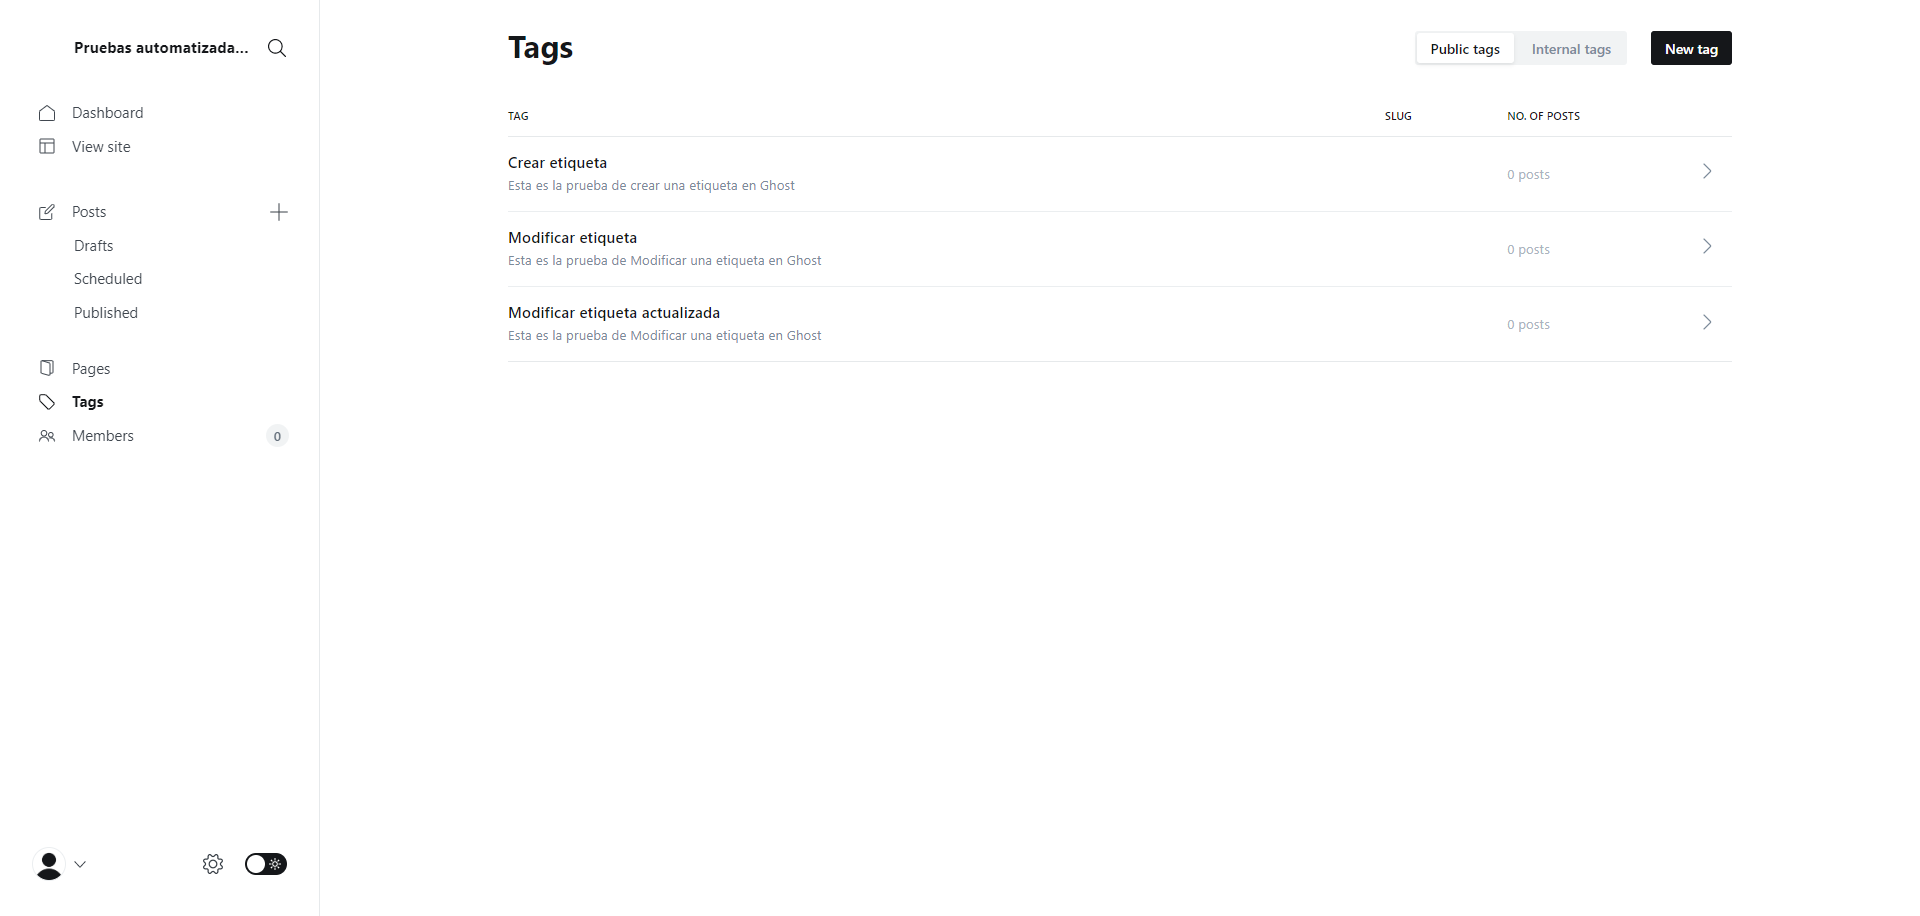 Pruebas automatizada...
Dashboard
View site
Posts
Drafts
Scheduled
Published
Pages
Tags
Members 0
Tags
Public tags Internal tags New tag
TAG SLUG NO. OF POSTS
Crear etiqueta
Esta es la prueba de crear una etiqueta en Ghost
0 posts
Modificar etiqueta
Esta es la prueba de Modificar una etiqueta en Ghost
0 posts
Modificar etiqueta actualizada
Esta es la prueba de Modificar una etiqueta en Ghost
0 posts